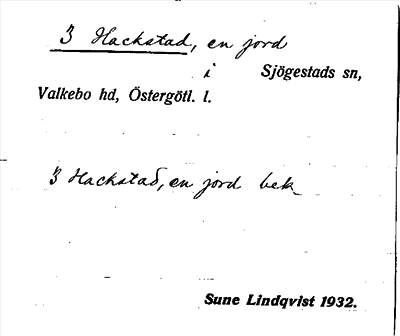 3 Hackstad, en jord
i Sjögestads sn,
Valkebo hd, Östergötl. l.
3 Hackstad, en jord bek
Sune Lindqvist 1932.